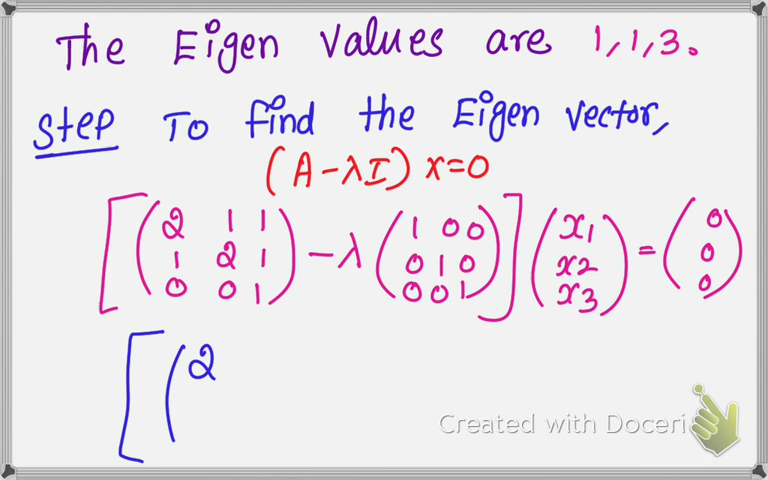 The Eigen values are 1,1,3.
Step To find the Eigen vector,
(A-λI) x=0
[(2 1 1
1 2 1
0 0 1) - λ (1 0 0
0 1 0
0 0 1)] (x1
x2
x3) = (0
0
0)
[(2
Created with Doceri